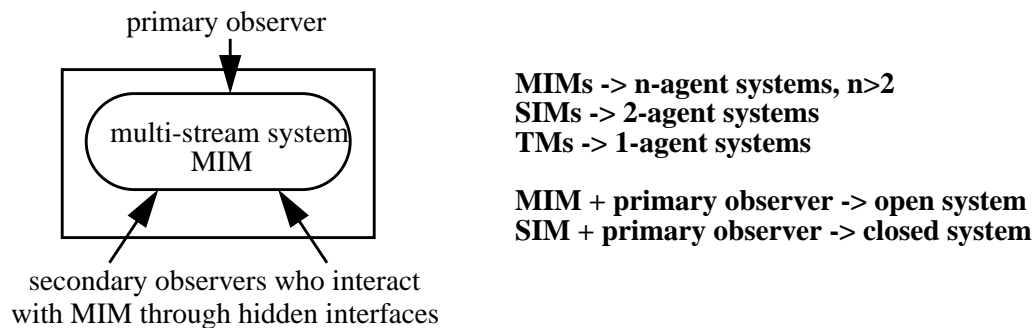 primary observer
multi-stream system
MIM
secondary observers who interact
with MIM through hidden interfaces
MIMs -> n-agent systems, n>2
SIMs -> 2-agent systems
TMs -> 1-agent systems
MIM + primary observer -> open system
SIM + primary observer -> closed system